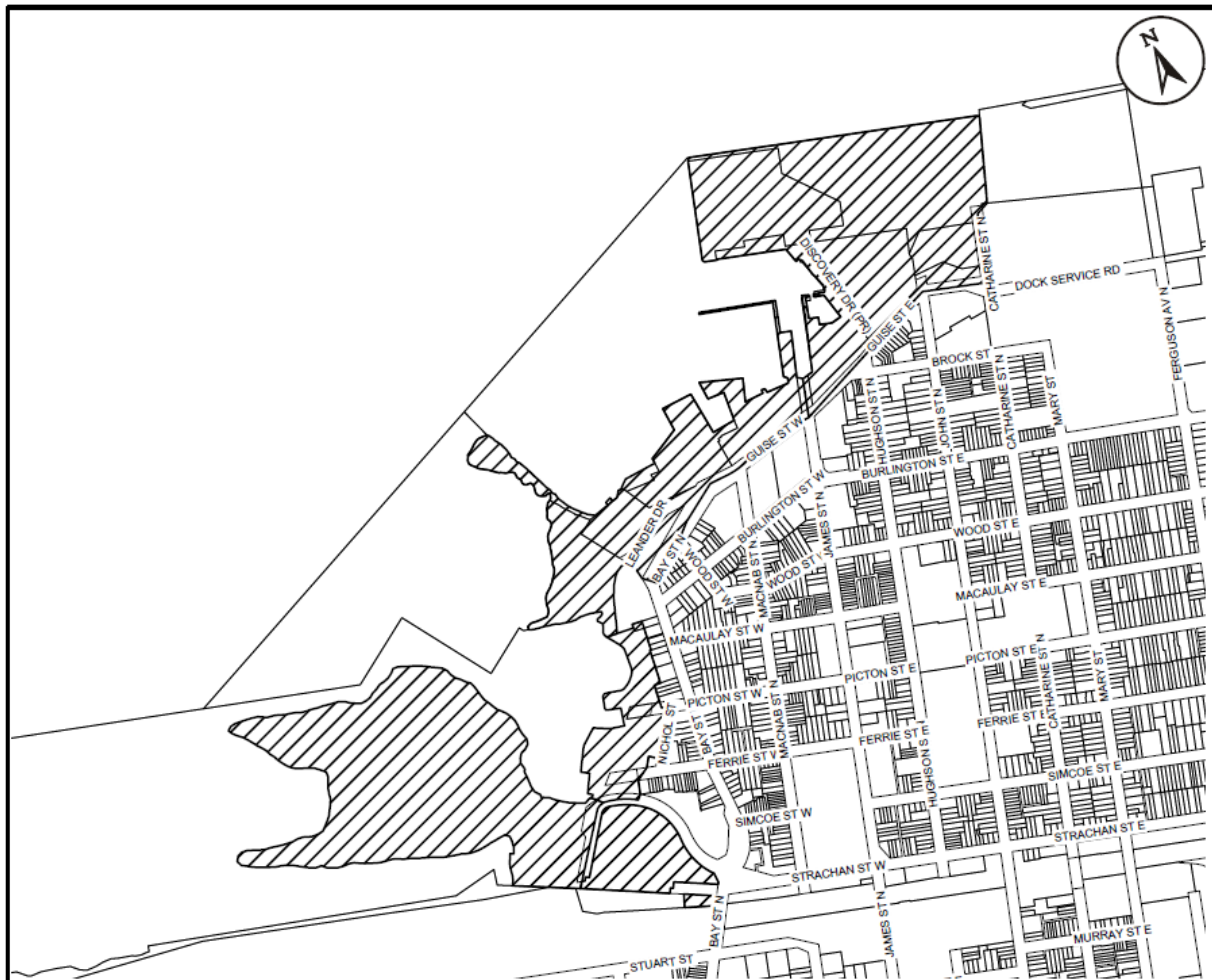 N
DISCOVERY DR (PR)
CATHARINE ST N
DOCK SERVICE RD
GUISE ST E
FERGUSON AV N
BROCK ST
HUGHSON ST N
JOHN ST N
CATHARINE ST N
MARY ST
GUISE ST W
BURLINGTON ST E
BURLINGTON ST W
JAMES ST N
WOOD ST E
LEANDER DR
BAY ST N
WOOD ST W
MACNAB ST N
WOOD ST W
MACAULAY ST E
MACAULAY ST W
PICTON ST E
PICTON ST E
CATHARINE ST N
MARY ST
PICTON ST W
NICHOL ST
BAY ST
MACNAB ST N
FERRIE ST E
FERRIE ST E
FERRIE ST W
HUGHSON ST N
SIMCOE ST E
SIMCOE ST W
STRACHAN ST E
STRACHAN ST W
BAY ST N
JAMES ST N
MURRAY ST E
STUART ST